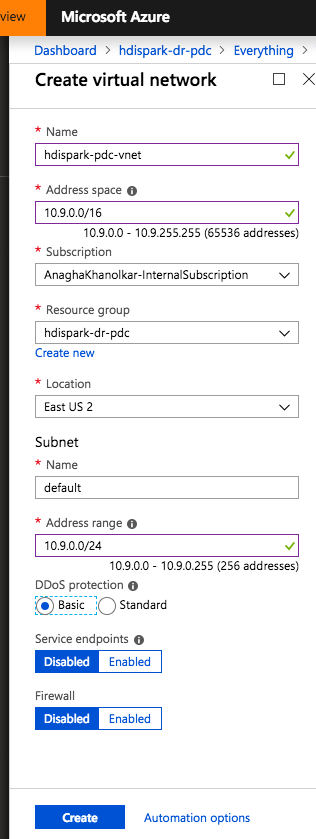 view Microsoft Azure
Dashboard > hdispark-dr-pdc > Everything >
Create virtual network
* Name
hdispark-pdc-vnet
* Address space
10.9.0.0/16
10.9.0.0 - 10.9.255.255 (65536 addresses)
* Subscription
AnaghaKhanolkar-InternalSubscription
* Resource group
hdispark-dr-pdc
Create new
* Location
East US 2
Subnet
* Name
default
* Address range
10.9.0.0/24
10.9.0.0 - 10.9.0.255 (256 addresses)
DDoS protection
Basic Standard
Service endpoints
Disabled Enabled
Firewall
Disabled Enabled
Create Automation options